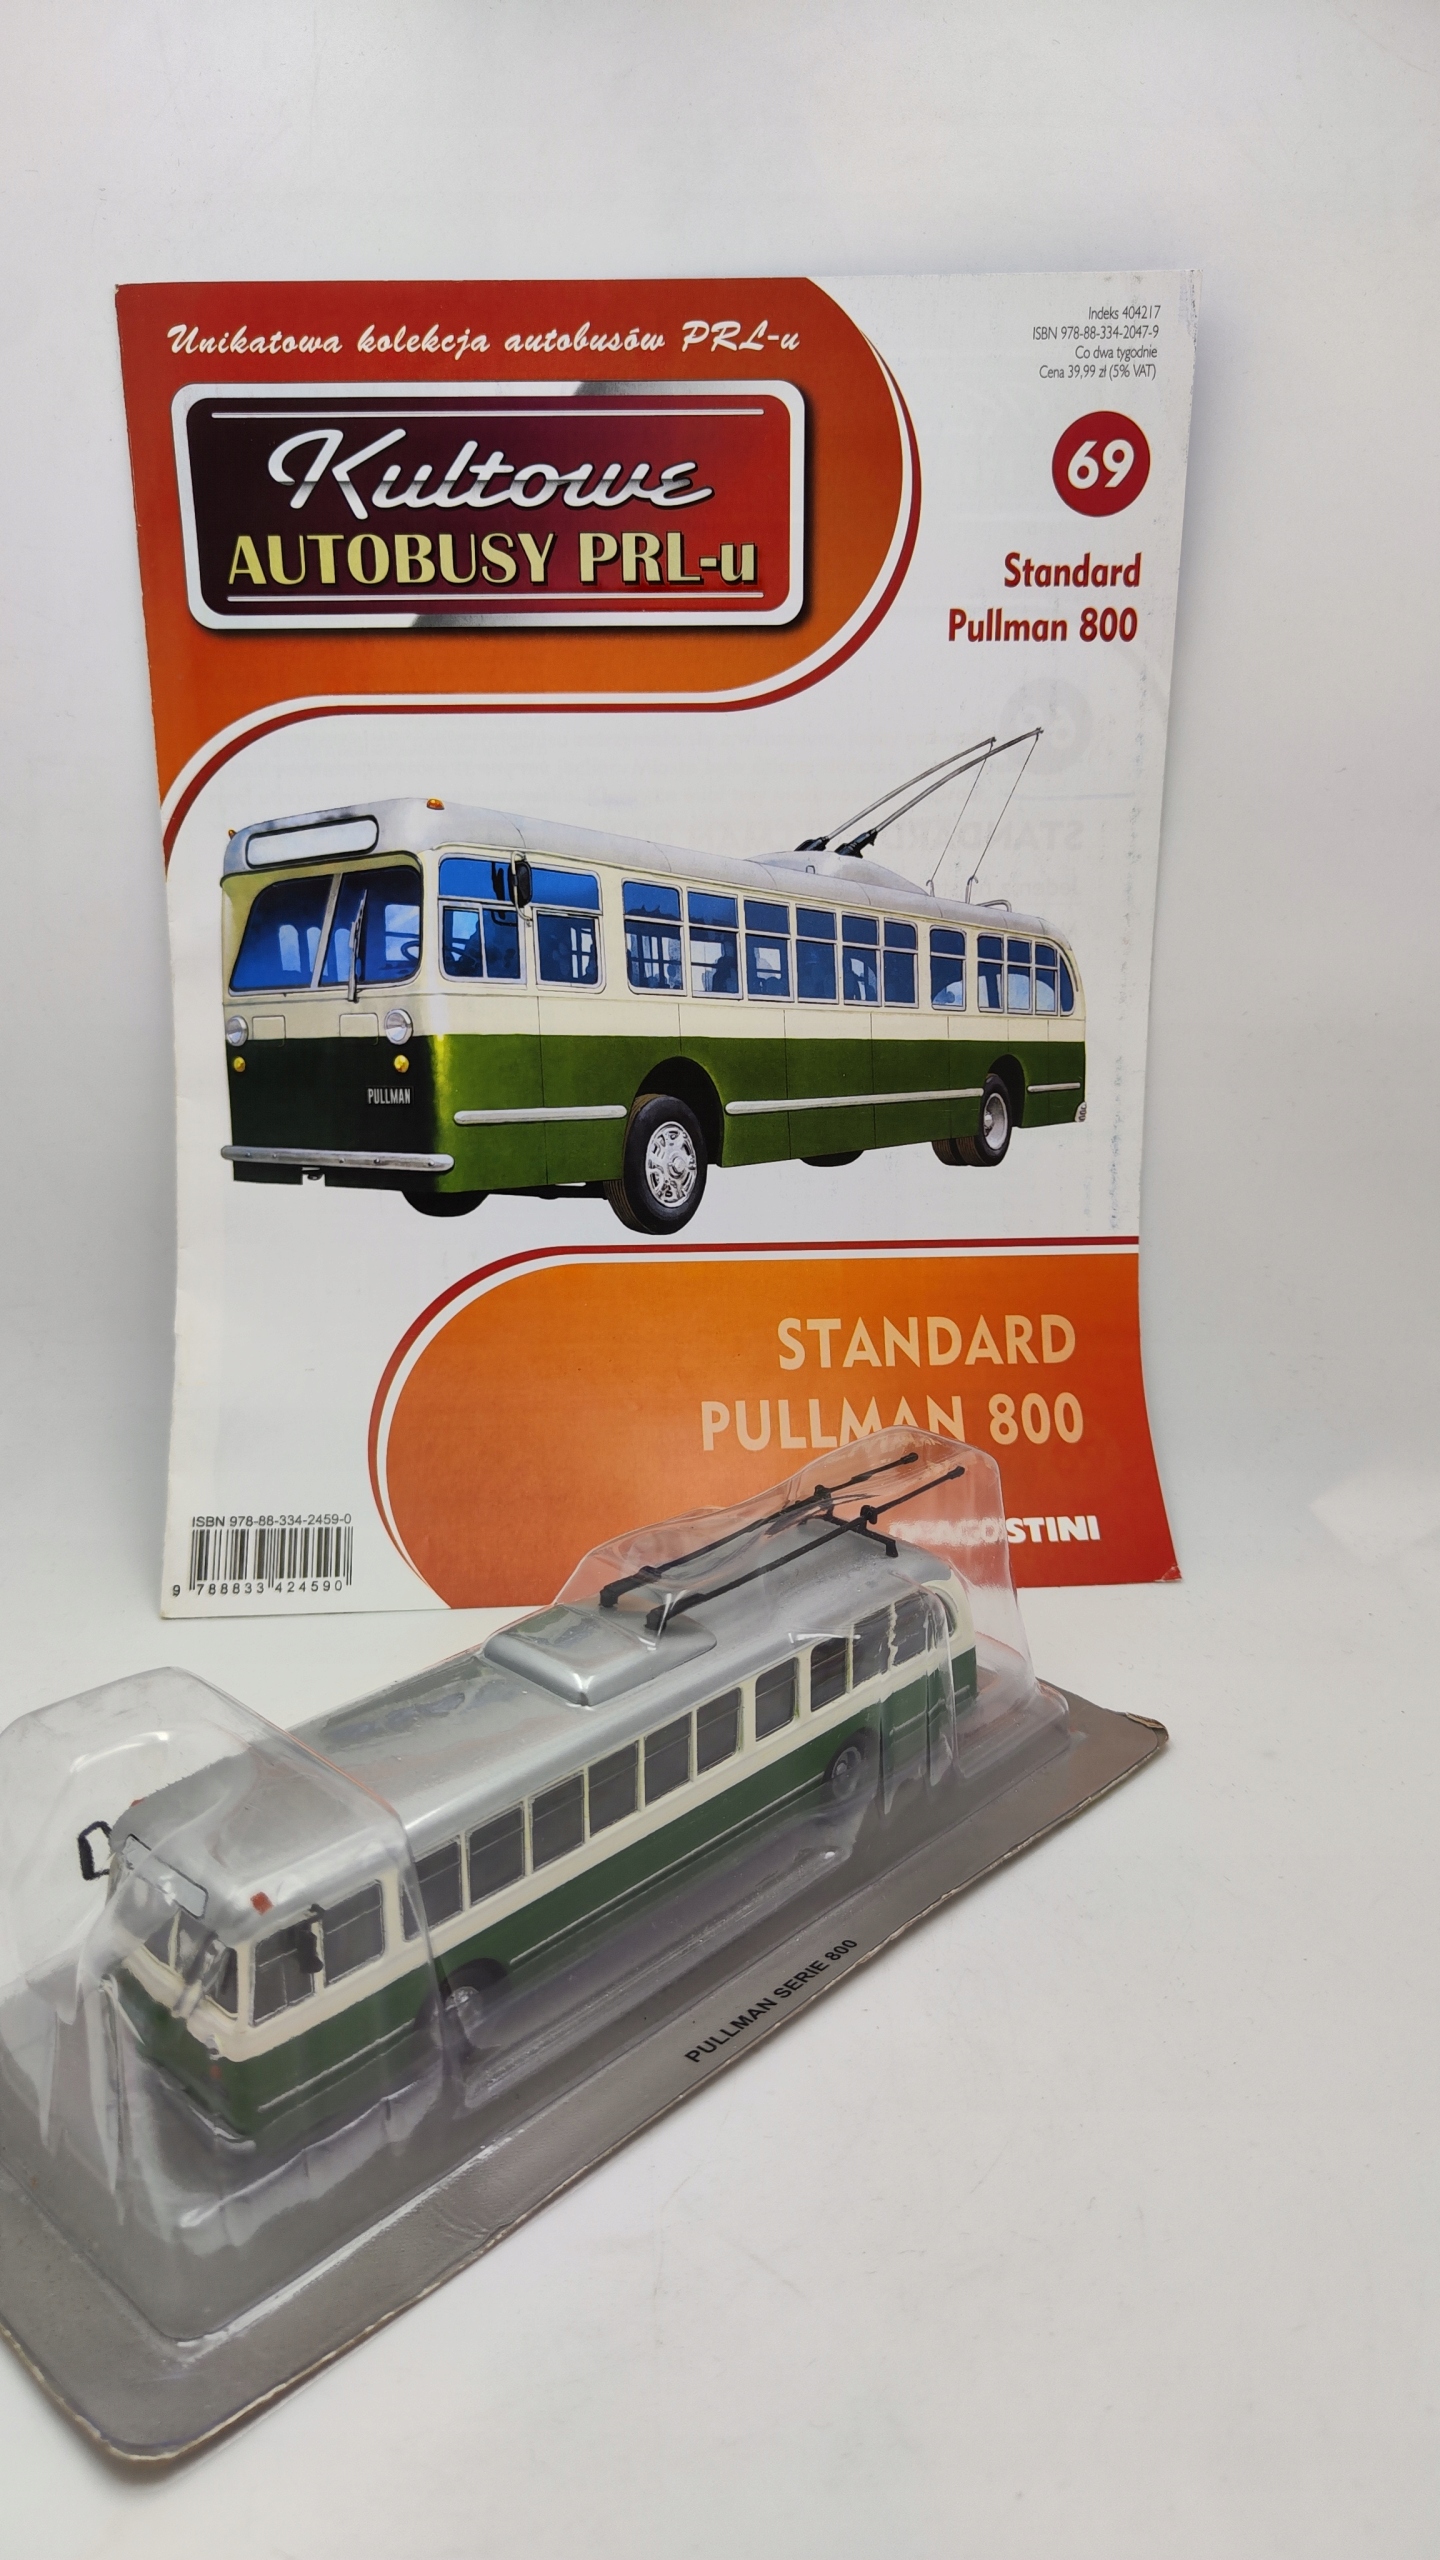 Unikatowa kolekcja autobusów PRL-u
Kultowe
AUTOBUSY PRL-u
Indeks 404217
ISBN 978-88-334-2047-9
Co dwa tygodnie
Cena 39,99 zł (5% VAT)
69
Standard
Pullman 800
PULLMAN
STANDARD
PULLMAN 800
DEAGOSTINI
ISBN 978-88-334-2459-0
9 788833 424590
PULLMAN SERIE 800